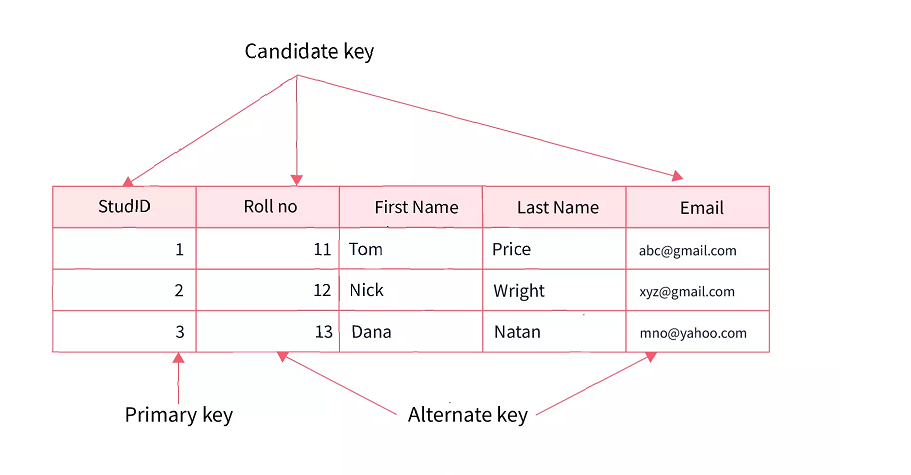 Candidate key
StudID Roll no First Name Last Name Email
1 11 Tom Price abc@gmail.com
2 12 Nick Wright xyz@gmail.com
3 13 Dana Natan mno@yahoo.com
Primary key Alternate key